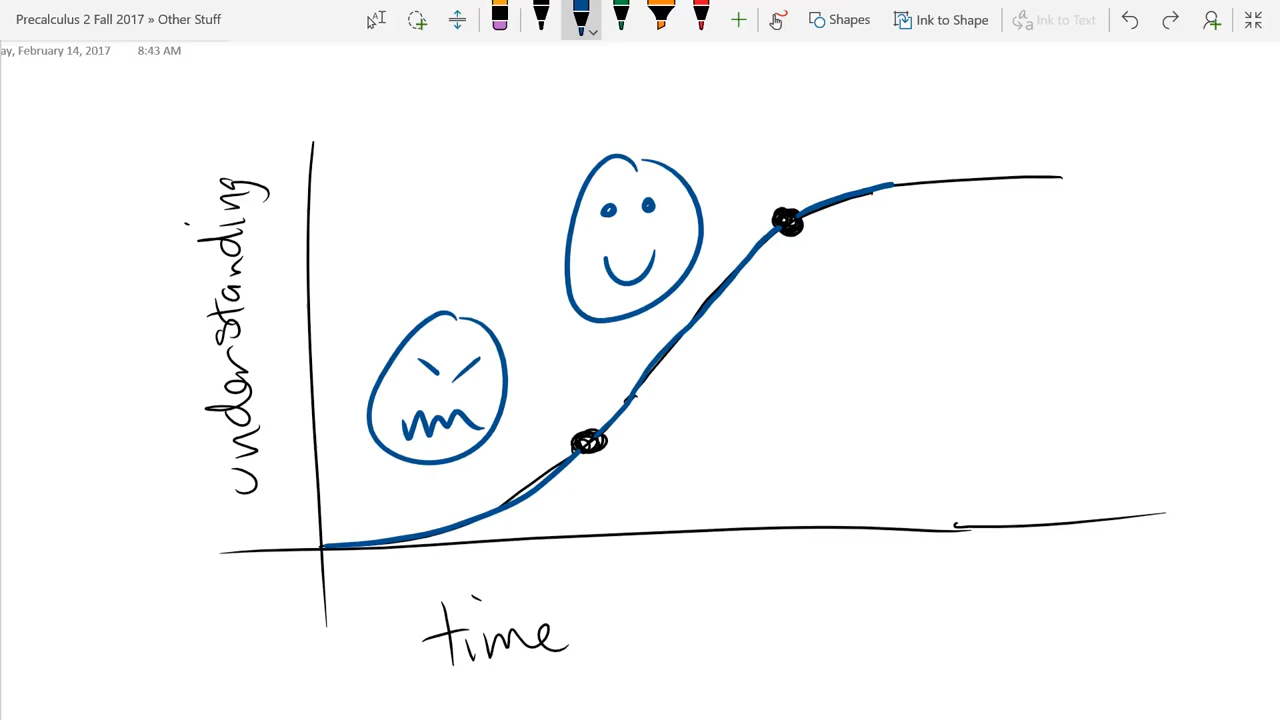 Precalculus 2 Fall 2017 » Other Stuff
Shapes
Ink to Shape
Ink to Text
ay, February 14, 2017 8:43 AM
understanding
time